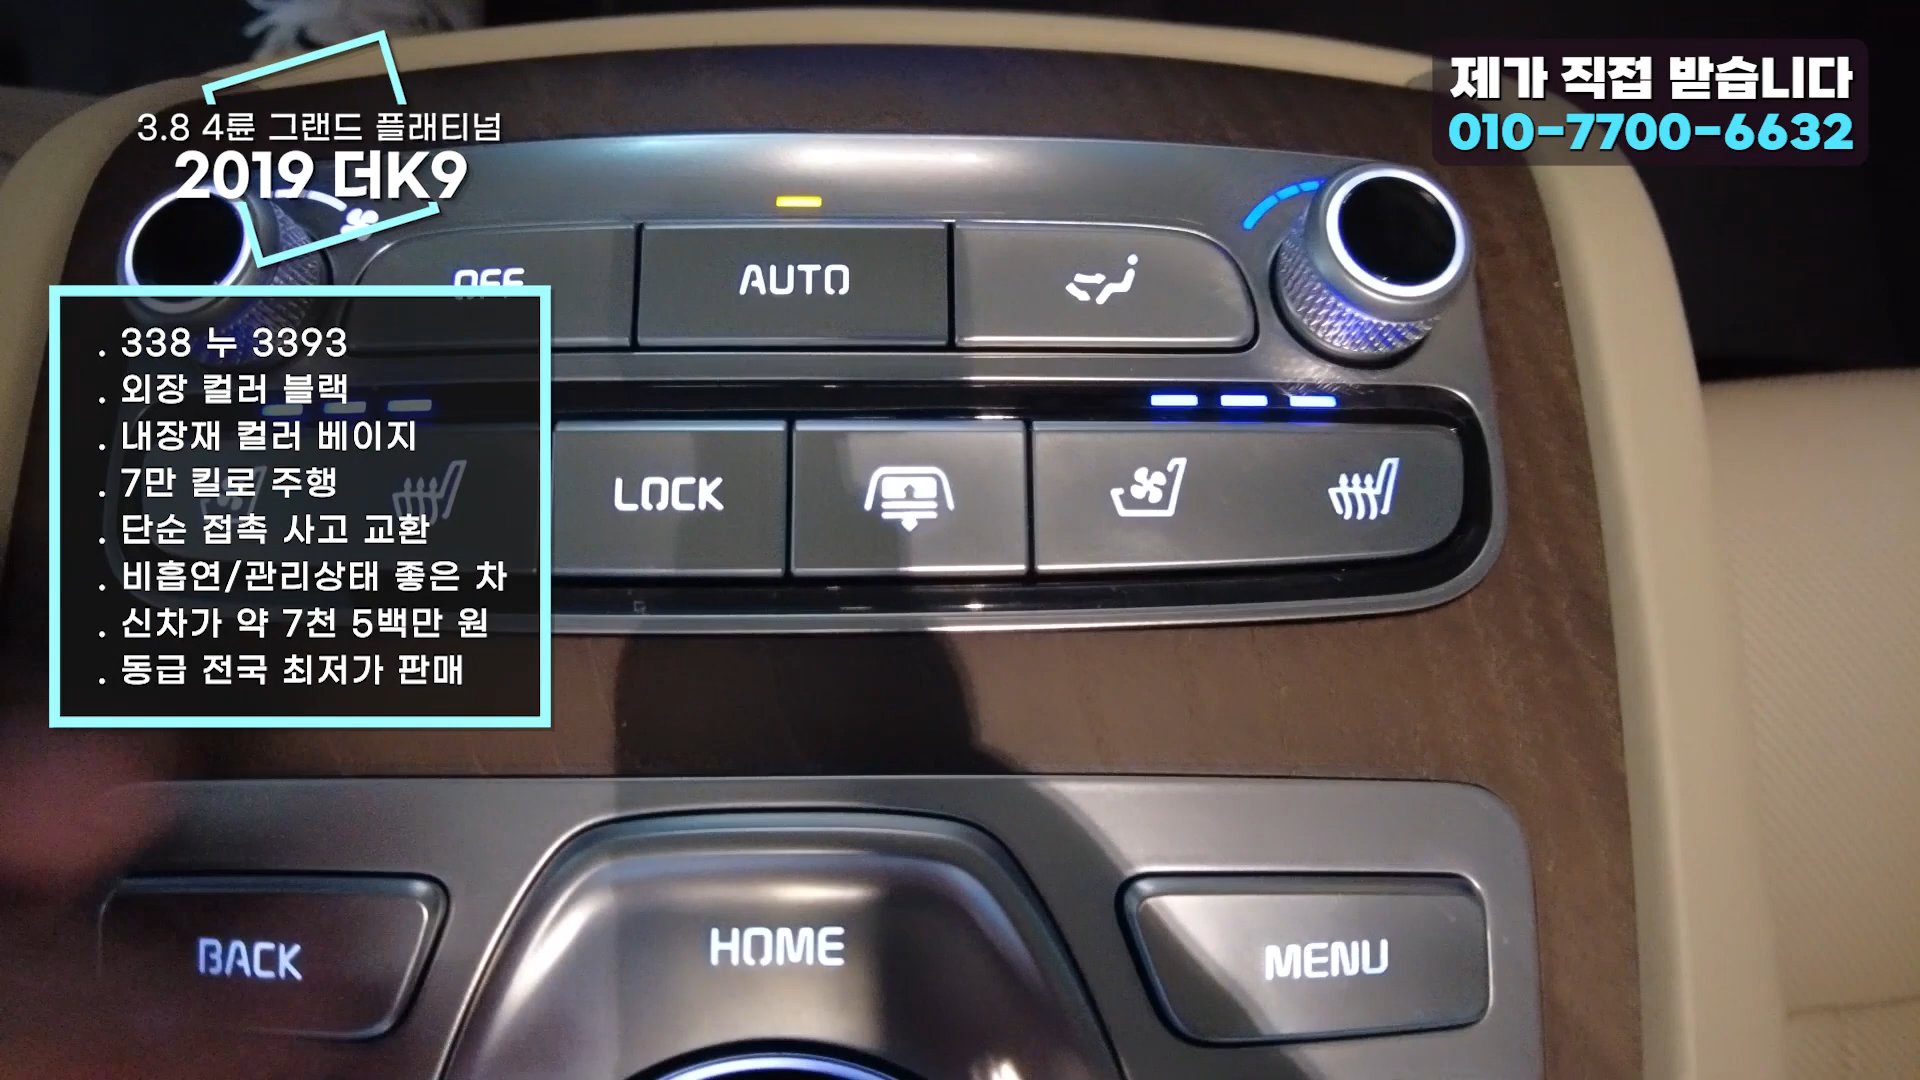 3.8 4륜 그랜드 플래티넘
2019 더K9
제가 직접 받습니다
010-7700-6632
OFF
AUTO
. 338 누 3393
. 외장 컬러 블랙
. 내장재 컬러 베이지
. 7만 킬로 주행
. 단순 접촉 사고 교환
. 비흡연/관리상태 좋은 차
. 신차가 약 7천 5백만 원
. 동급 전국 최저가 판매
LOCK
BACK
HOME
MENU